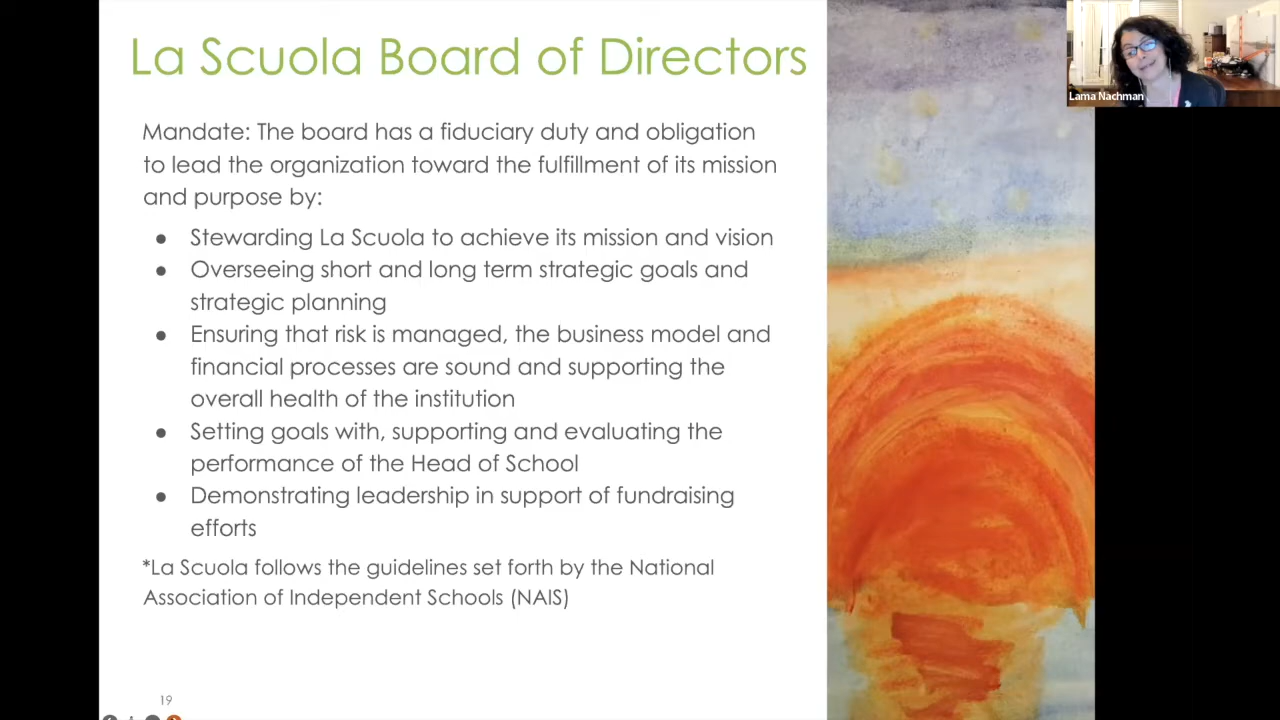 La Scuola Board of Directors
Lama Nachman
Mandate: The board has a fiduciary duty and obligation
to lead the organization toward the fulfillment of its mission
and purpose by:
● Stewarding La Scuola to achieve its mission and vision
● Overseeing short and long term strategic goals and
strategic planning
● Ensuring that risk is managed, the business model and
financial processes are sound and supporting the
overall health of the institution
● Setting goals with, supporting and evaluating the
performance of the Head of School
● Demonstrating leadership in support of fundraising
efforts
*La Scuola follows the guidelines set forth by the National
Association of Independent Schools (NAIS)
19